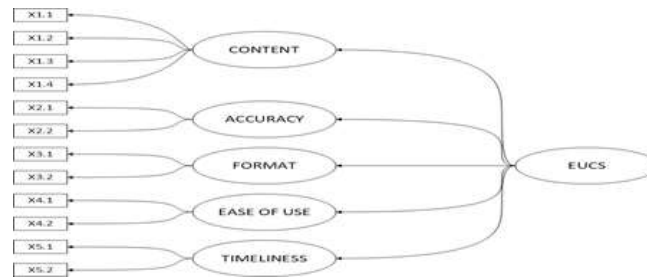 X1.1
X1.2
X1.3
X1.4
X2.1
X2.2
X3.1
X3.2
X4.1
X4.2
X5.1
X5.2
CONTENT
ACCURACY
FORMAT
EASE OF USE
TIMELINESS
EUCS